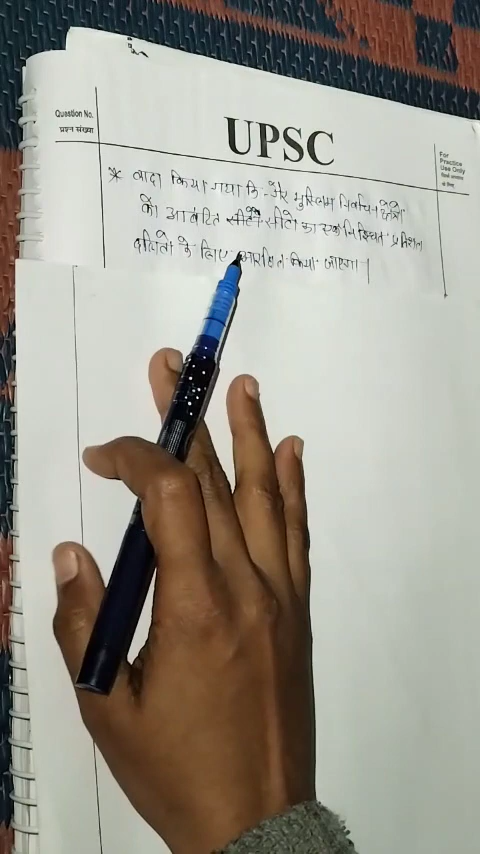 Question No.
प्रश्न संख्या
UPSC
For
Practice
Use Only
* वादा किया गया कि - गैर मुस्लिम निर्वाचन क्षेत्रों
को आवंटित सीटों का एक निश्चित प्रतिशत
दलितों के लिए आरक्षित किया जाएगा।